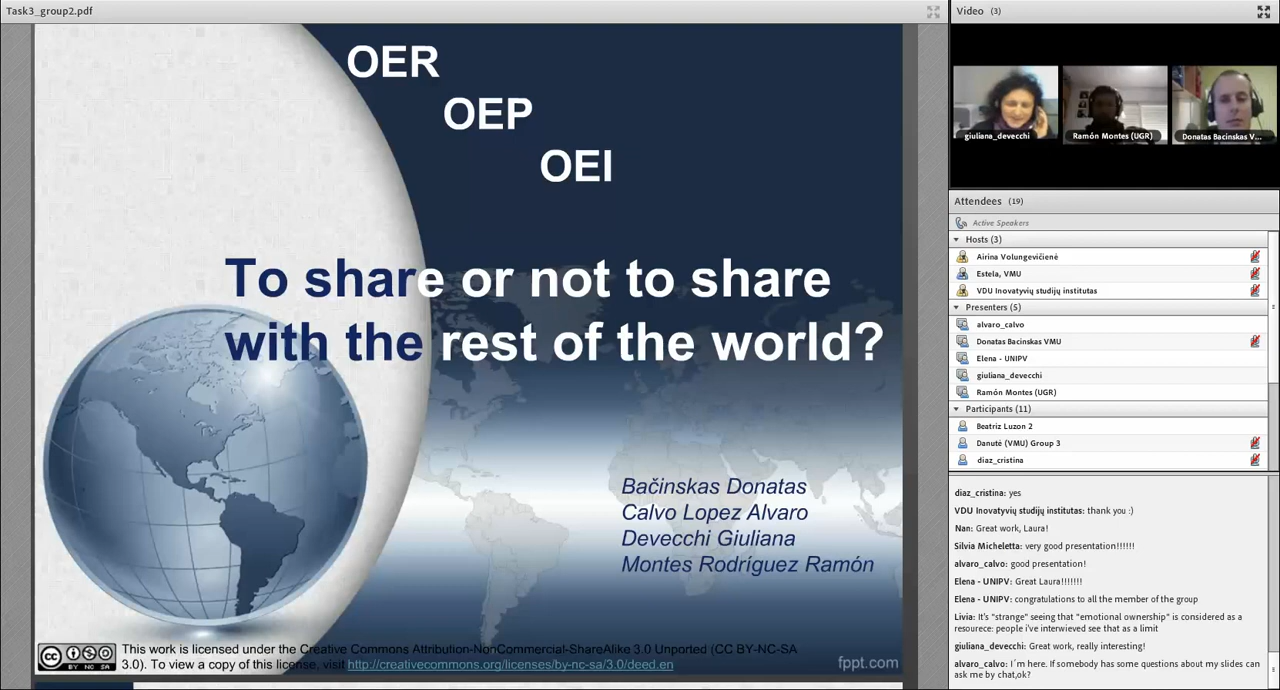 Task3_group2.pdf
OER
OEP
OEI
To share or not to share
with the rest of the world?
Bačinskas Donatas
Calvo Lopez Alvaro
Devecchi Giuliana
Montes Rodríguez Ramón
cc
BY NC SA
This work is licensed under the Creative Commons Attribution-NonCommercial-ShareAlike 3.0 Unported (CC BY-NC-SA
3.0). To view a copy of this license, visit http://creativecommons.org/licenses/by-nc-sa/3.0/deed.en
fppt.com
Video (3)
giuliana_devecchi
Ramón Montes (UGR)
Donatas Bacinskas V...
Attendees (19)
Active Speakers
Hosts (3)
Airina Volungevičienė
Estela, VMU
VDU Inovatyvių studijų institutas
Presenters (5)
alvaro_calvo
Donatas Bacinskas VMU
Elena - UNIPV
giuliana_devecchi
Ramón Montes (UGR)
Participants (11)
Beatriz Luzon 2
Danutė (VMU) Group 3
diaz_cristina
diaz_cristina: yes
VDU Inovatyvių studijų institutas: thank you :)
Nan: Great work, Laura!
Silvia Micheletta: very good presentation!!!!!!
alvaro_calvo: good presentation!
Elena - UNIPV: Great Laura!!!!!!!
Elena - UNIPV: congratulations to all the member of the group
Livia: It's "strange" seeing that "emotional ownership" is considered as a
resourece: people i've interwieved see that as a limit
giuliana_devecchi: Great work, really interesting!
alvaro_calvo: I´m here. If somebody has some questions about my slides can
ask me by chat,ok?